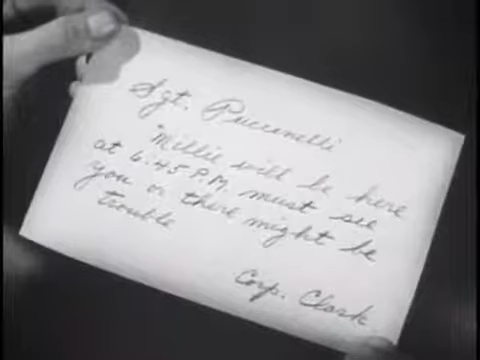 Sgt. Puccinelli
"Millie will be here
at 6:45 P.M. must see
you or there might be
trouble
Corp. Clark